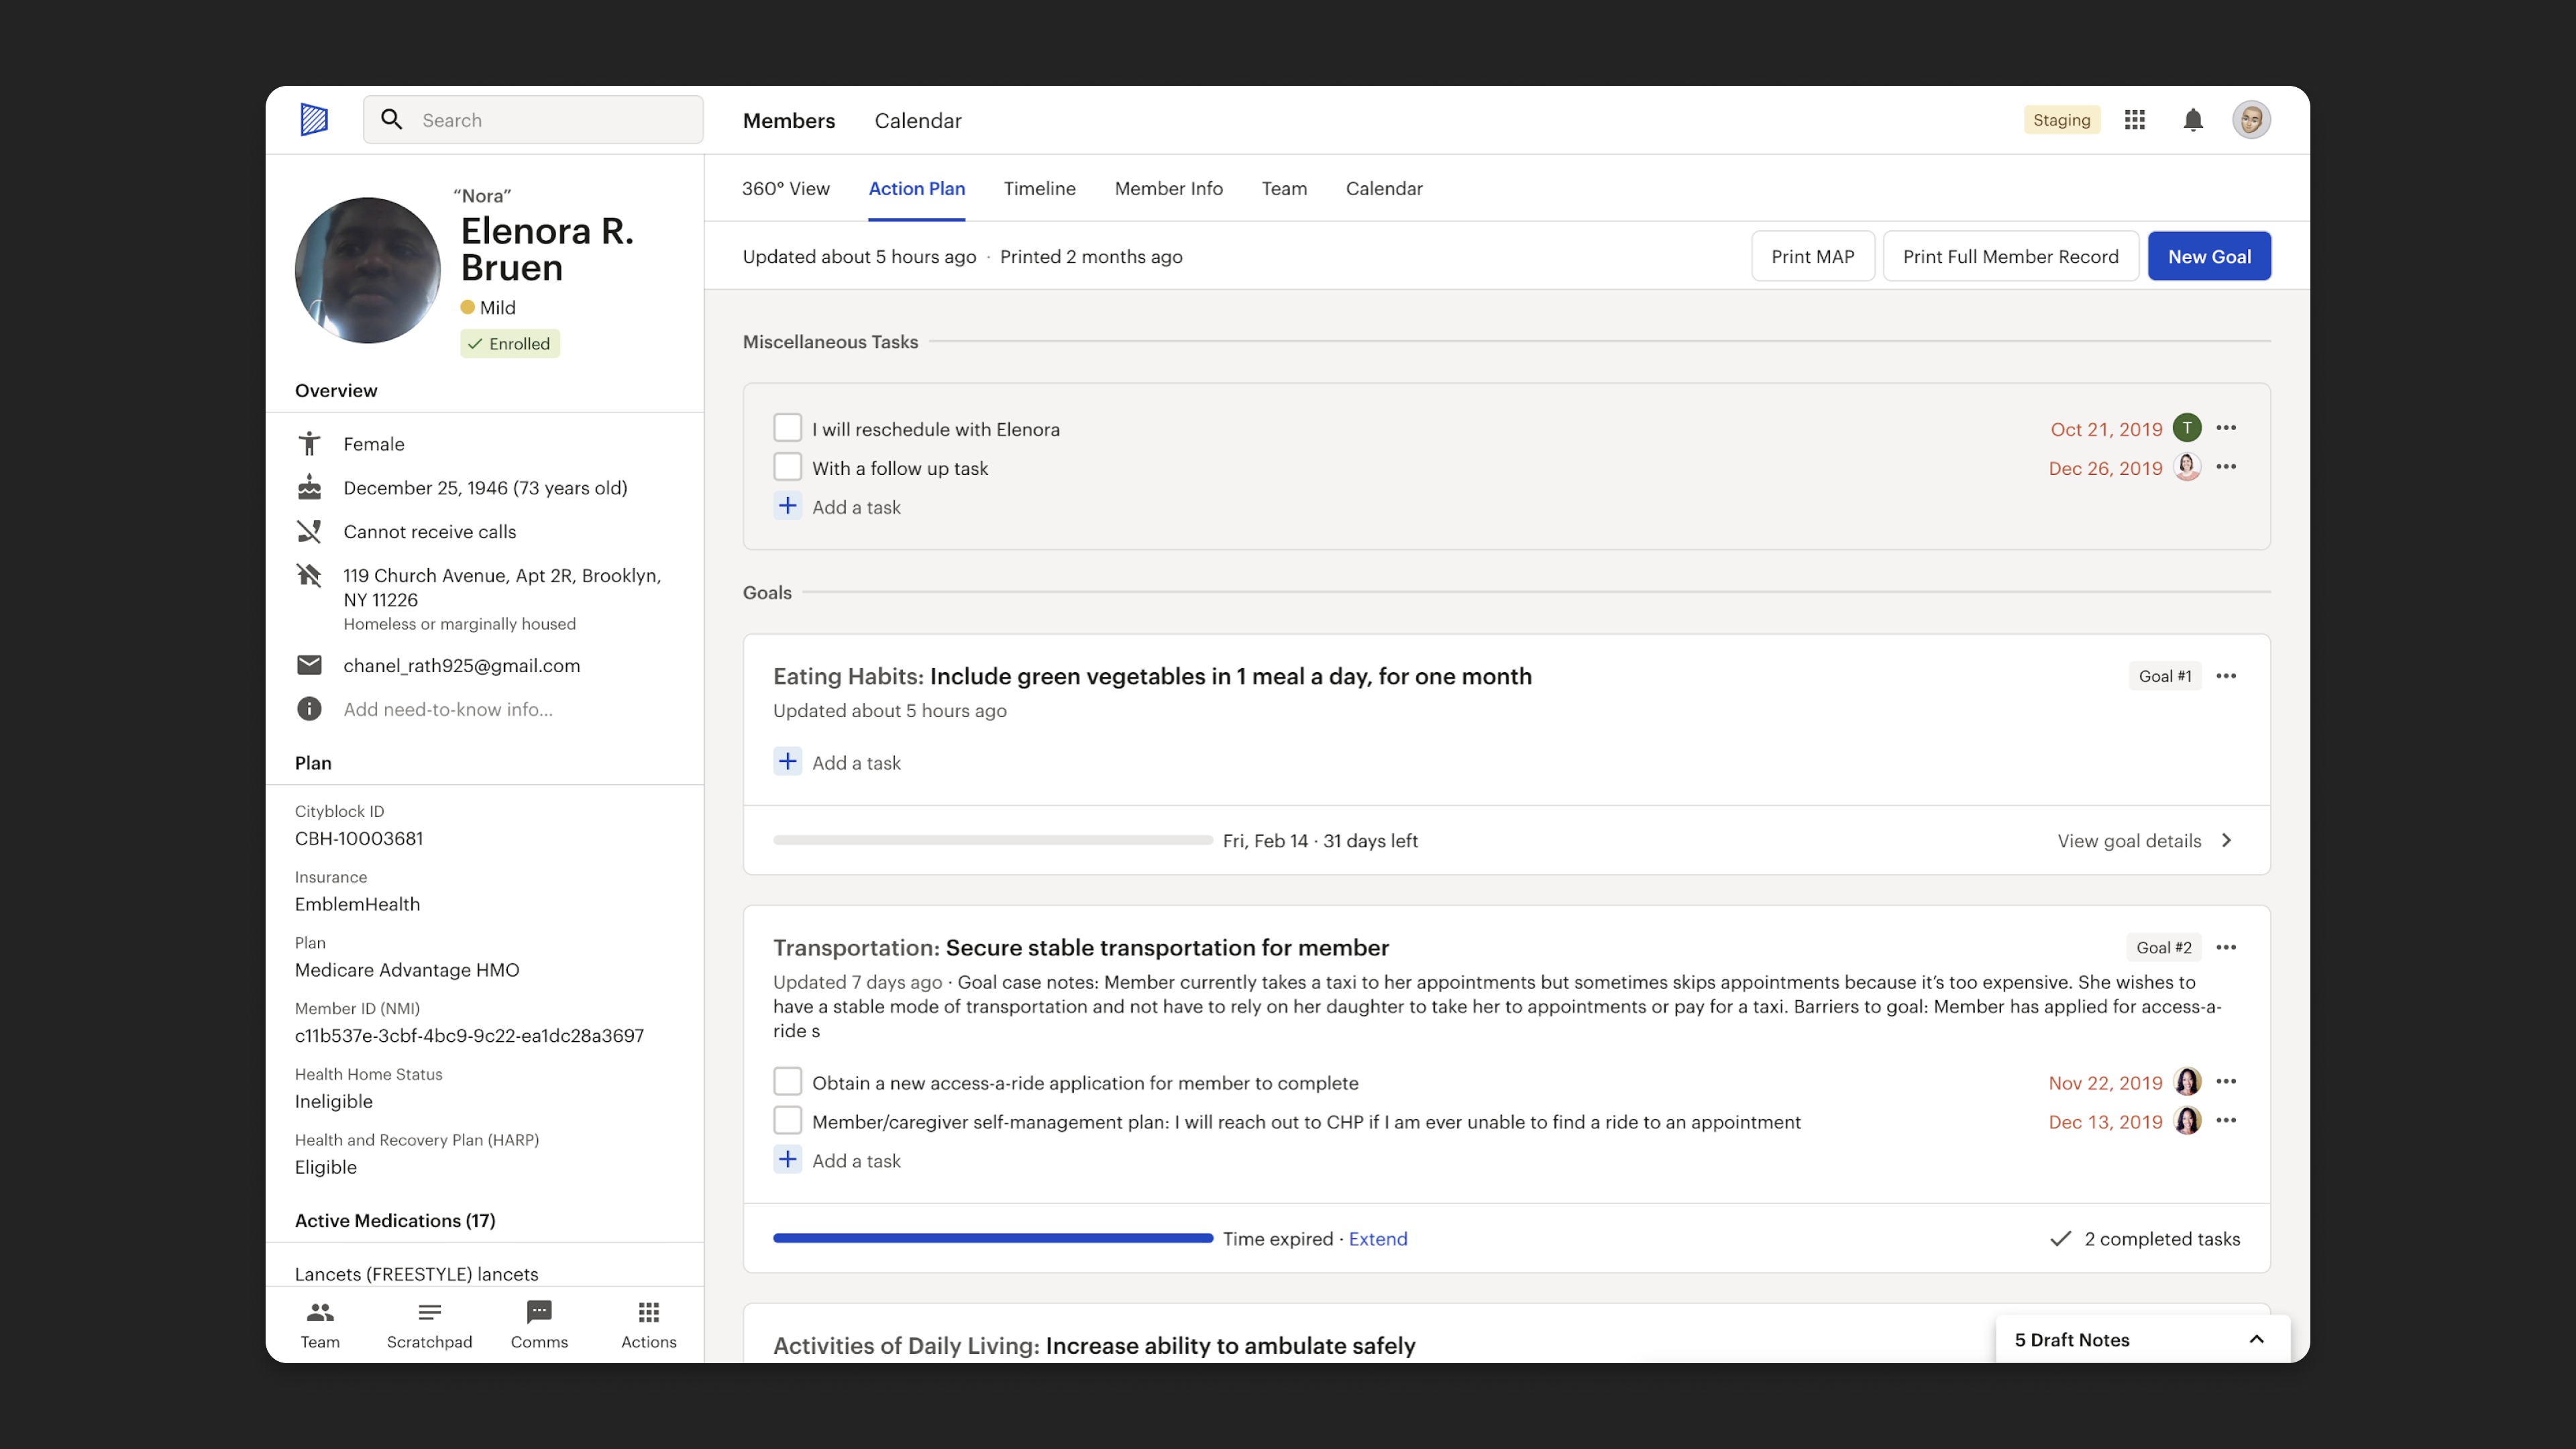 Search
Members
Calendar
Staging
“Nora”
Elenora R.
Bruen
Mild
Enrolled
Overview
Female
December 25, 1946 (73 years old)
Cannot receive calls
119 Church Avenue, Apt 2R, Brooklyn,
NY 11226
Homeless or marginally housed
chanel_rath925@gmail.com
Add need-to-know info...
Plan
Cityblock ID
CBH-10003681
Insurance
EmblemHealth
Plan
Medicare Advantage HMO
Member ID (NMI)
c11b537e-3cbf-4bc9-9c22-ea1dc28a3697
Health Home Status
Ineligible
Health and Recovery Plan (HARP)
Eligible
Active Medications (17)
Lancets (FREESTYLE) lancets
Team
Scratchpad
Comms
Actions
360° View
Action Plan
Timeline
Member Info
Team
Calendar
Updated about 5 hours ago · Printed 2 months ago
Print MAP
Print Full Member Record
New Goal
Miscellaneous Tasks
I will reschedule with Elenora
Oct 21, 2019
T
With a follow up task
Dec 26, 2019
Add a task
Goals
Eating Habits: Include green vegetables in 1 meal a day, for one month
Goal #1
Updated about 5 hours ago
Add a task
Fri, Feb 14 · 31 days left
View goal details
Transportation: Secure stable transportation for member
Goal #2
Updated 7 days ago · Goal case notes: Member currently takes a taxi to her appointments but sometimes skips appointments because it’s too expensive. She wishes to
have a stable mode of transportation and not have to rely on her daughter to take her to appointments or pay for a taxi. Barriers to goal: Member has applied for access-a-
ride s
Obtain a new access-a-ride application for member to complete
Nov 22, 2019
Member/caregiver self-management plan: I will reach out to CHP if I am ever unable to find a ride to an appointment
Dec 13, 2019
Add a task
Time expired · Extend
2 completed tasks
Activities of Daily Living: Increase ability to ambulate safely
5 Draft Notes